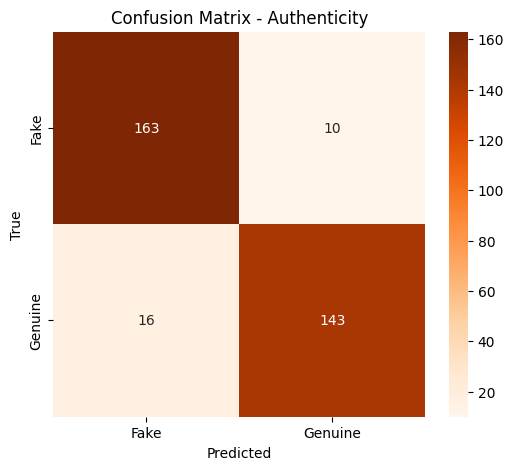 Confusion Matrix - Authenticity
True
Fake
Genuine
163 10
16 143
Fake Genuine
Predicted
160
140
120
100
80
60
40
20